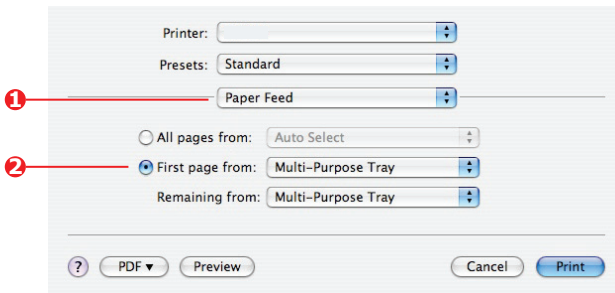 Printer:
Presets: Standard
1
Paper Feed
All pages from: Auto Select
2
First page from: Multi-Purpose Tray
Remaining from: Multi-Purpose Tray
? PDF▼ Preview Cancel Print